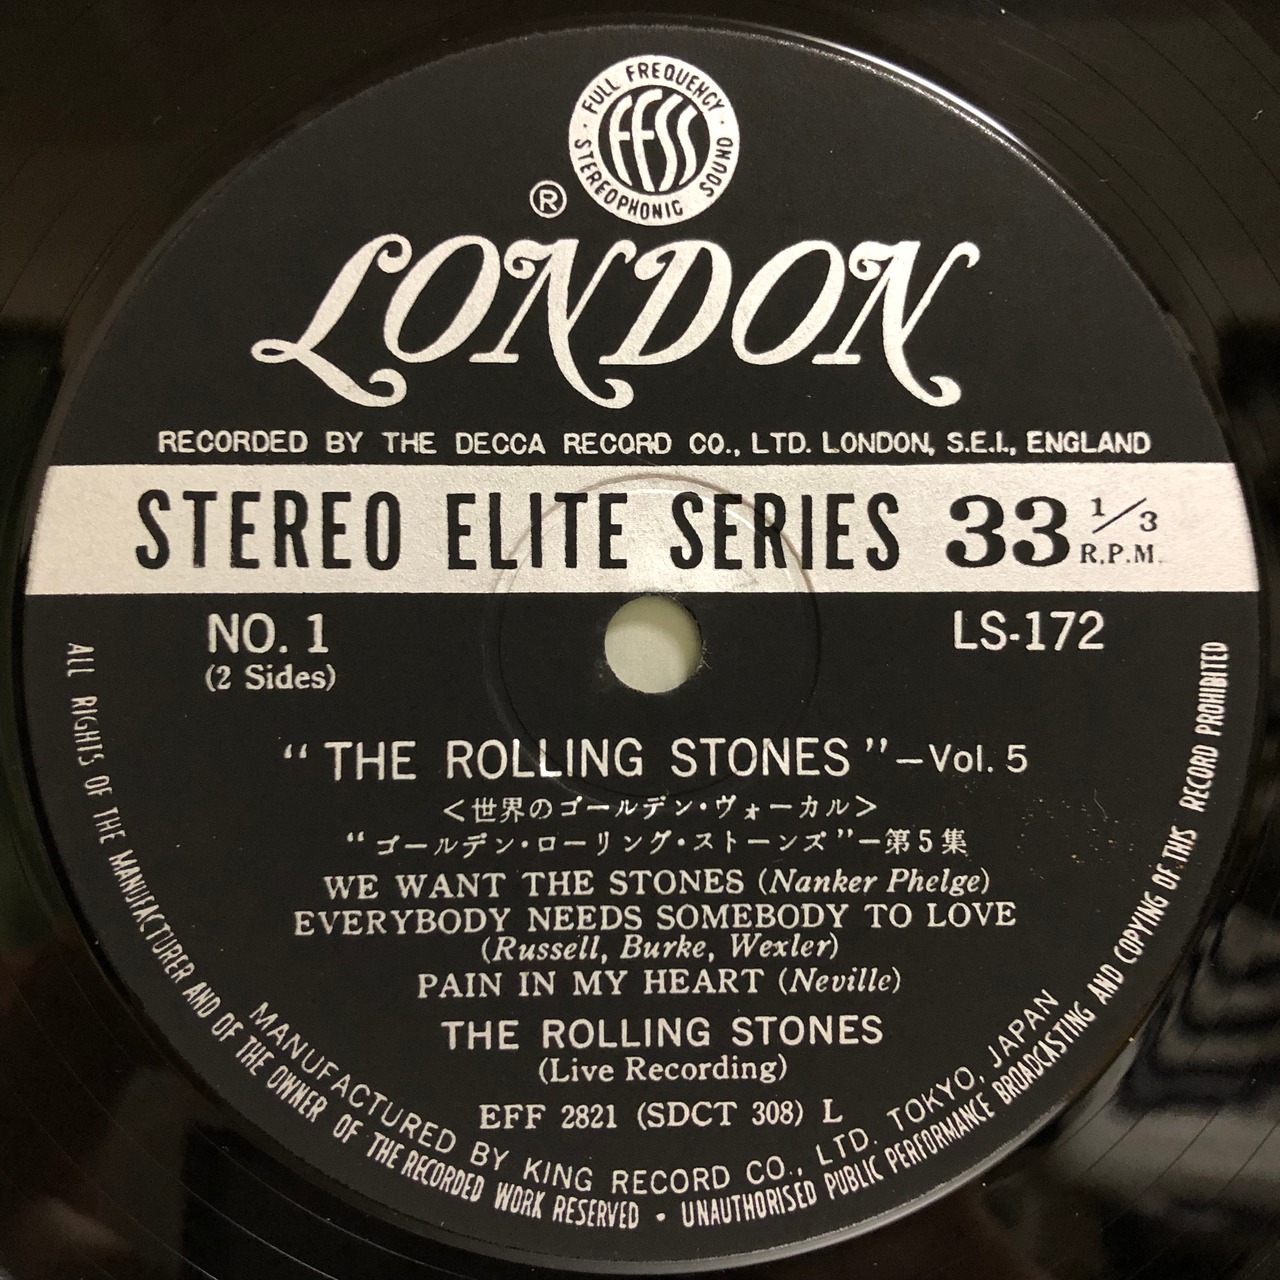 FULL FREQUENCY
STEREOPHONIC SOUND
FFSS
®
LONDON
RECORDED BY THE DECCA RECORD CO., LTD. LONDON, S.E.I., ENGLAND
STEREO ELITE SERIES 33 1/3 R.P.M.
NO. 1
(2 Sides)
LS-172
“THE ROLLING STONES”—Vol. 5
<世界のゴールデン・ヴォーカル>
“ゴールデン・ローリング・ストーンズ”—第5集
WE WANT THE STONES (Nanker Phelge)
EVERYBODY NEEDS SOMEBODY TO LOVE
(Russell, Burke, Wexler)
PAIN IN MY HEART (Neville)
THE ROLLING STONES
(Live Recording)
EFF 2821 (SDCT 308) L
MANUFACTURED BY KING RECORD CO., LTD. TOKYO, JAPAN
ALL RIGHTS OF THE MANUFACTURER AND OF THE OWNER OF THE RECORDED WORK RESERVED • UNAUTHORISED PUBLIC PERFORMANCE BROADCASTING AND COPYING OF THIS RECORD PROHIBITED